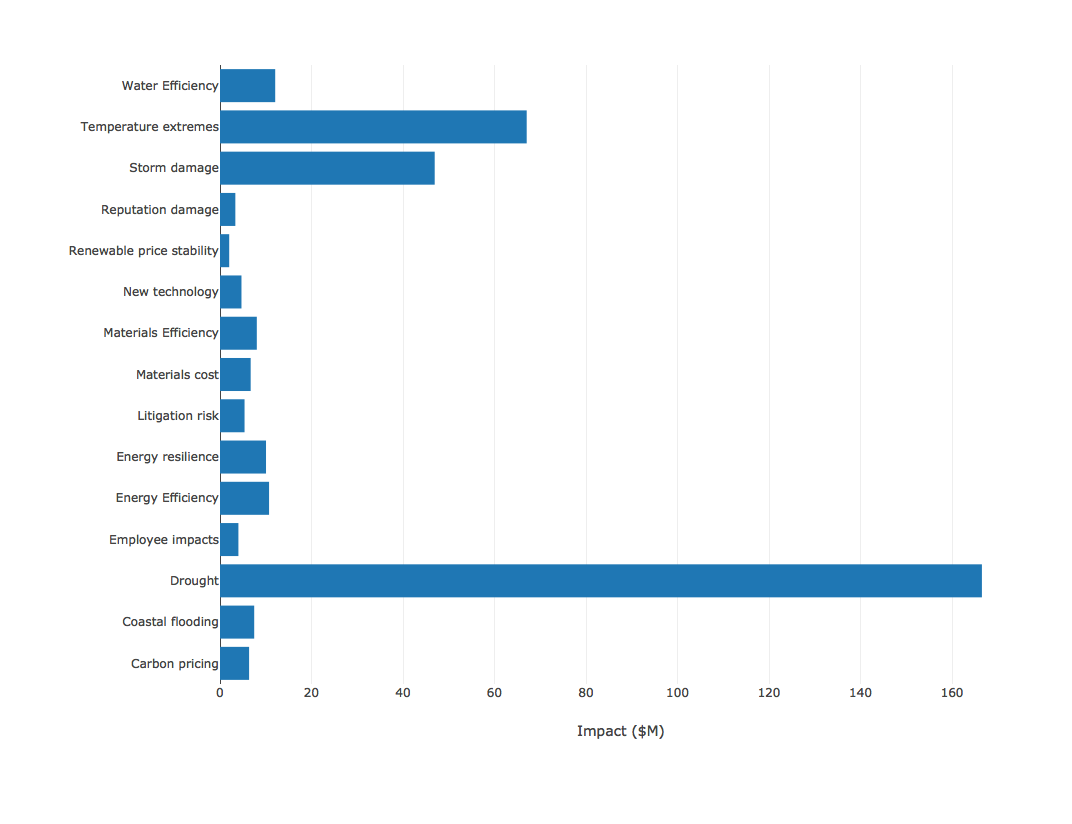 Water Efficiency
Temperature extremes
Storm damage
Reputation damage
Renewable price stability
New technology
Materials Efficiency
Materials cost
Litigation risk
Energy resilience
Energy Efficiency
Employee impacts
Drought
Coastal flooding
Carbon pricing
0 20 40 60 80 100 120 140 160
Impact ($M)